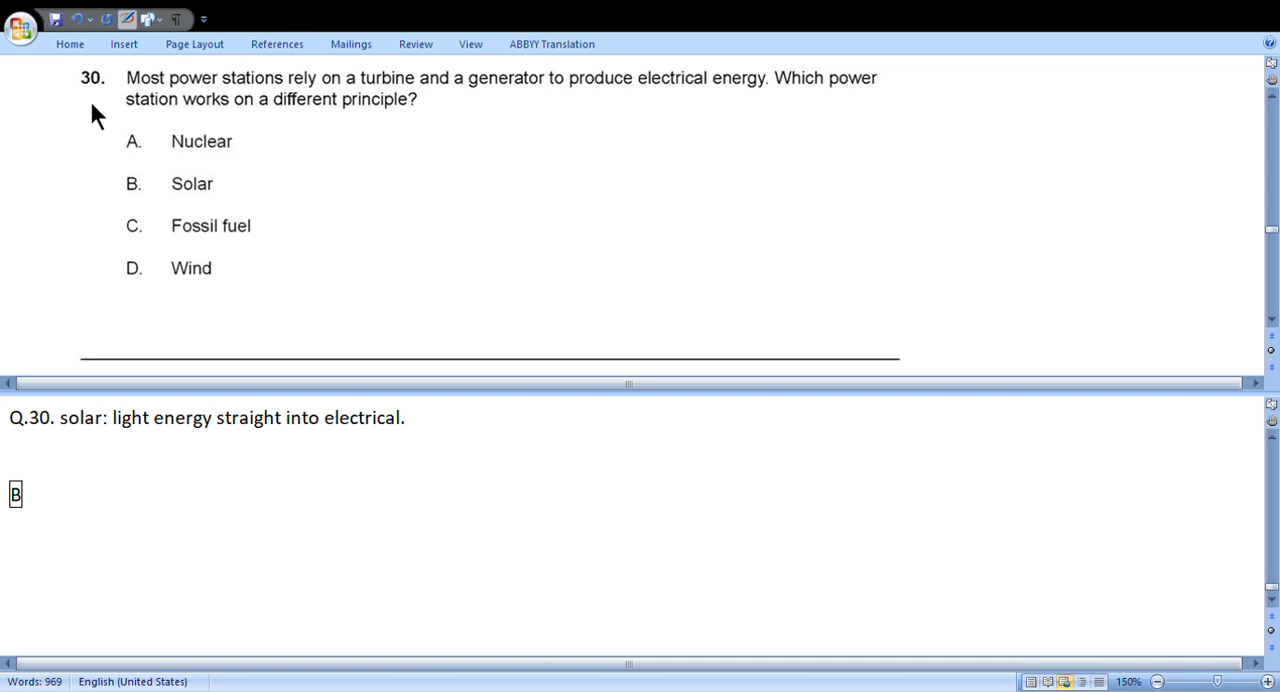 Home Insert Page Layout References Mailings Review View ABBYY Translation
30. Most power stations rely on a turbine and a generator to produce electrical energy. Which power
station works on a different principle?
A. Nuclear
B. Solar
C. Fossil fuel
D. Wind
Q.30. solar: light energy straight into electrical.
B
Words: 969 English (United States) 150%